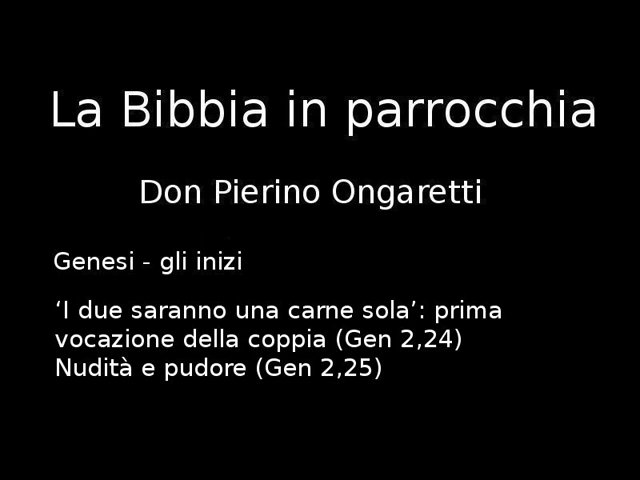 La Bibbia in parrocchia
Don Pierino Ongaretti
Genesi - gli inizi
‘I due saranno una carne sola’: prima
vocazione della coppia (Gen 2,24)
Nudità e pudore (Gen 2,25)